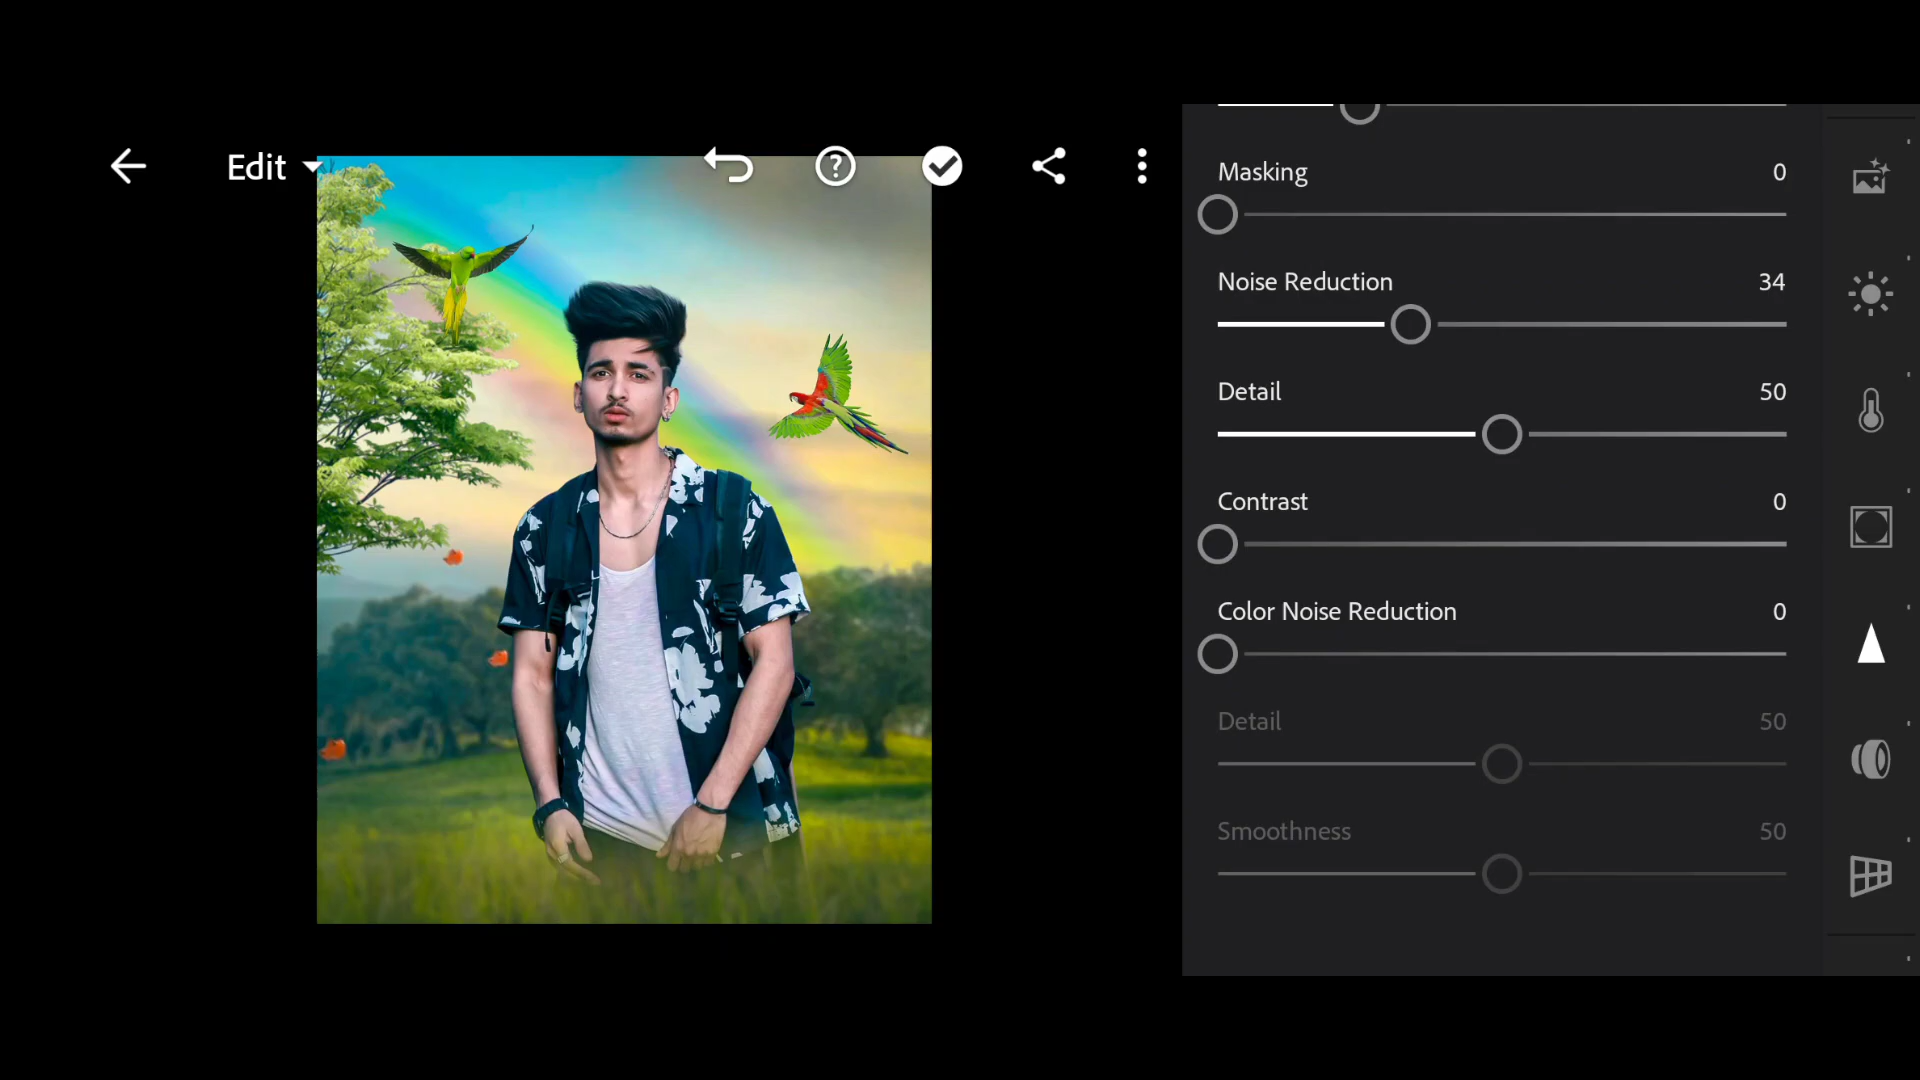 Edit
Masking 0
Noise Reduction 34
Detail 50
Contrast 0
Color Noise Reduction 0
Detail 50
Smoothness 50